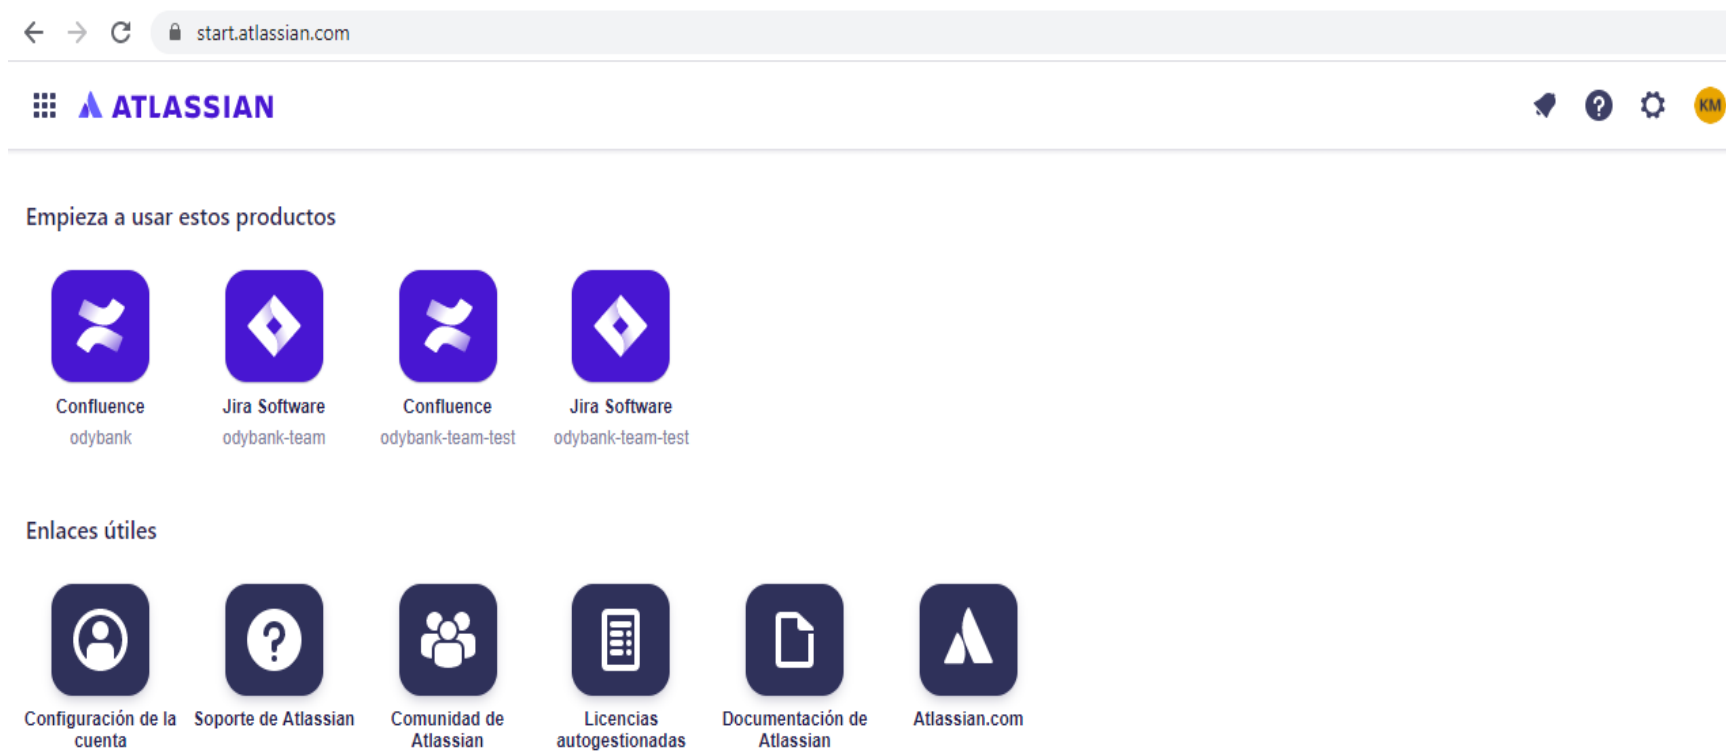 start.atlassian.com
ATLASSIAN
KM
Empieza a usar estos productos
Confluence
odybank
Jira Software
odybank-team
Confluence
odybank-team-test
Jira Software
odybank-team-test
Enlaces útiles
Configuración de la
cuenta
Soporte de Atlassian
Comunidad de
Atlassian
Licencias
autogestionadas
Documentación de
Atlassian
Atlassian.com